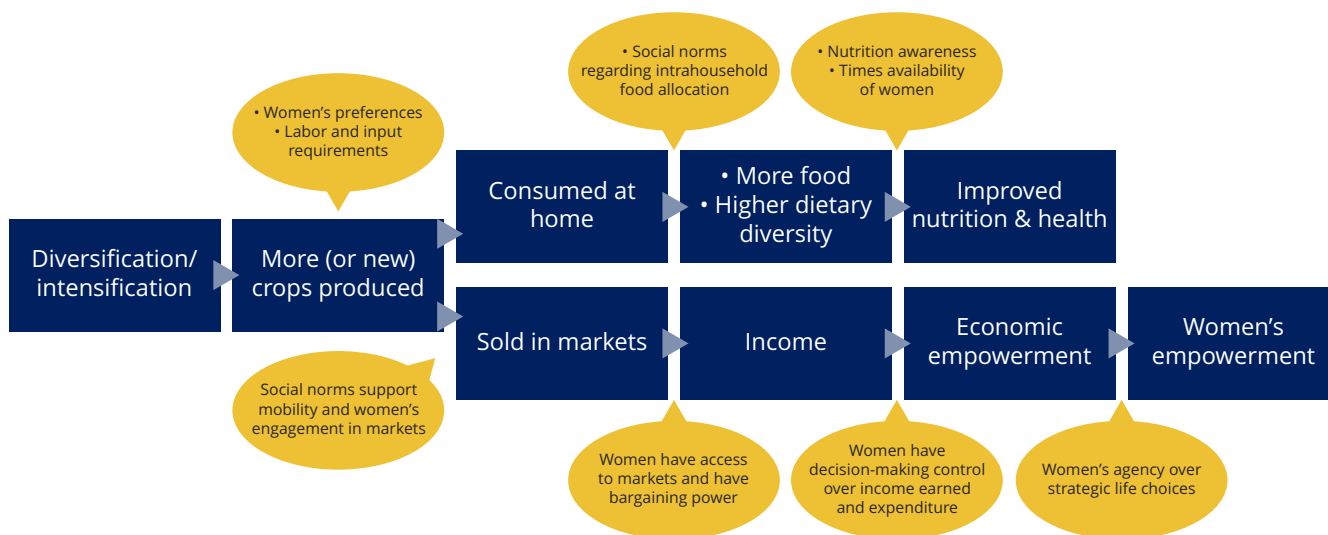 • Social norms
regarding intrahousehold
food allocation
• Nutrition awareness
• Times availability
of women
• Women’s preferences
• Labor and input
requirements
Consumed at
home
• More food
• Higher dietary
diversity
Improved
nutrition & health
Diversification/
intensification
More (or new)
crops produced
Sold in markets
Income
Economic
empowerment
Women’s
empowerment
Social norms support
mobility and women’s
engagement in markets
Women have access
to markets and have
bargaining power
Women have
decision-making control
over income earned
and expenditure
Women’s agency over
strategic life choices